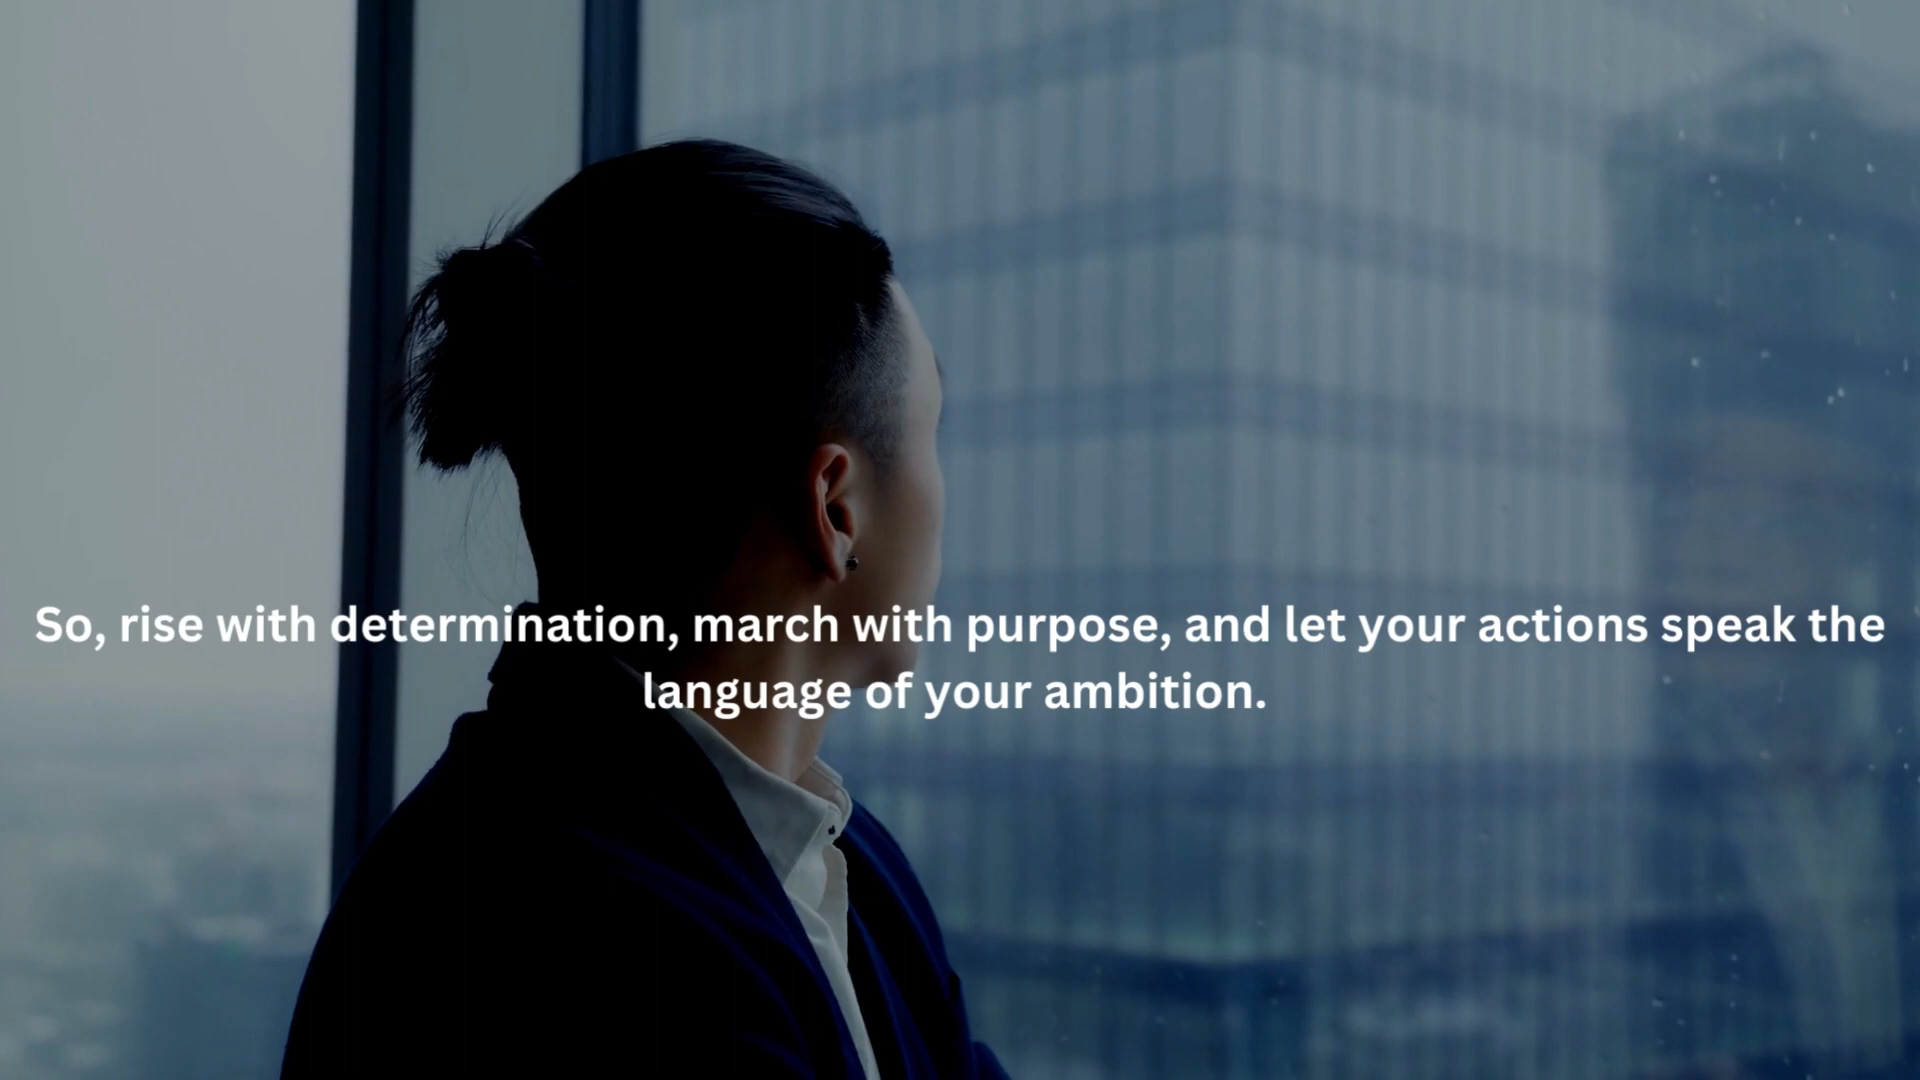 So, rise with determination, march with purpose, and let your actions speak the
language of your ambition.